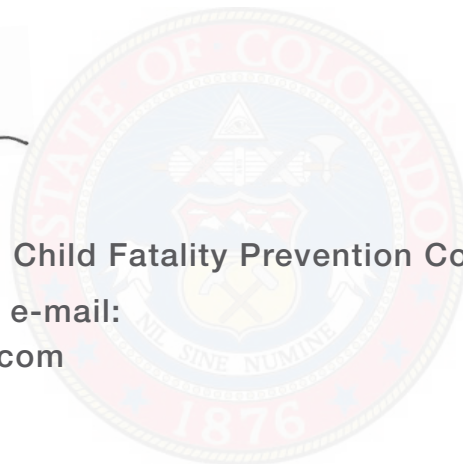 STATE OF COLORADO
Child Fatality Prevention Co
e-mail:
.com
NIL SINE NUMINE
1876